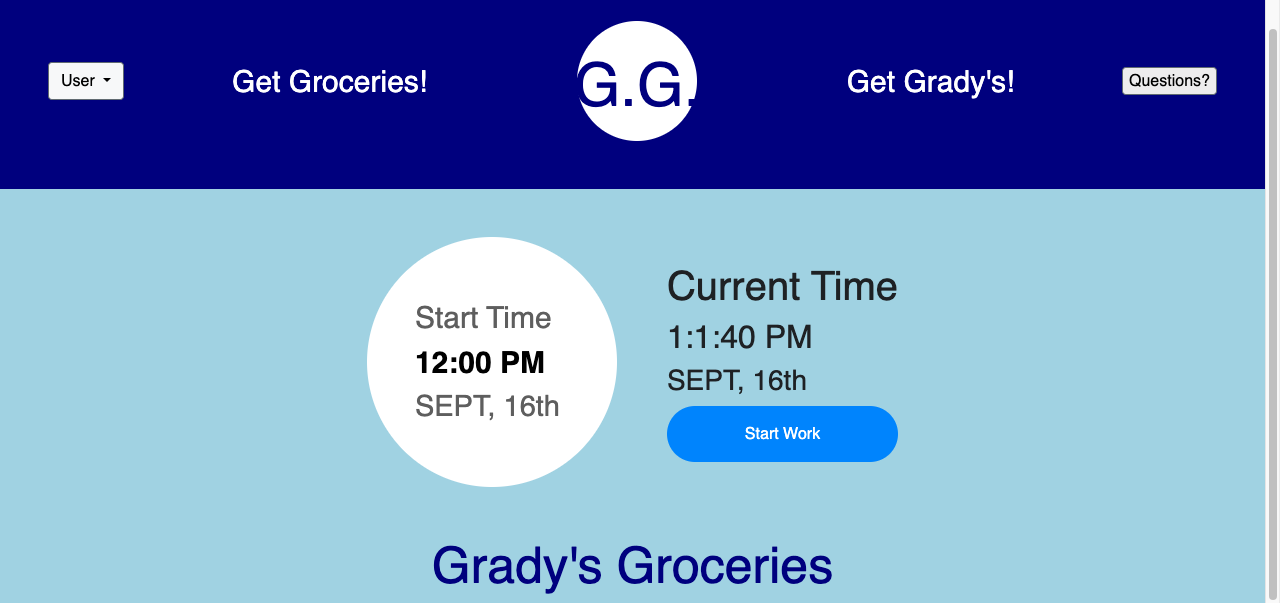 User
Get Groceries!
G.G.
Get Grady's!
Questions?
Start Time
12:00 PM
SEPT, 16th
Current Time
1:1:40 PM
SEPT, 16th
Start Work
Grady's Groceries